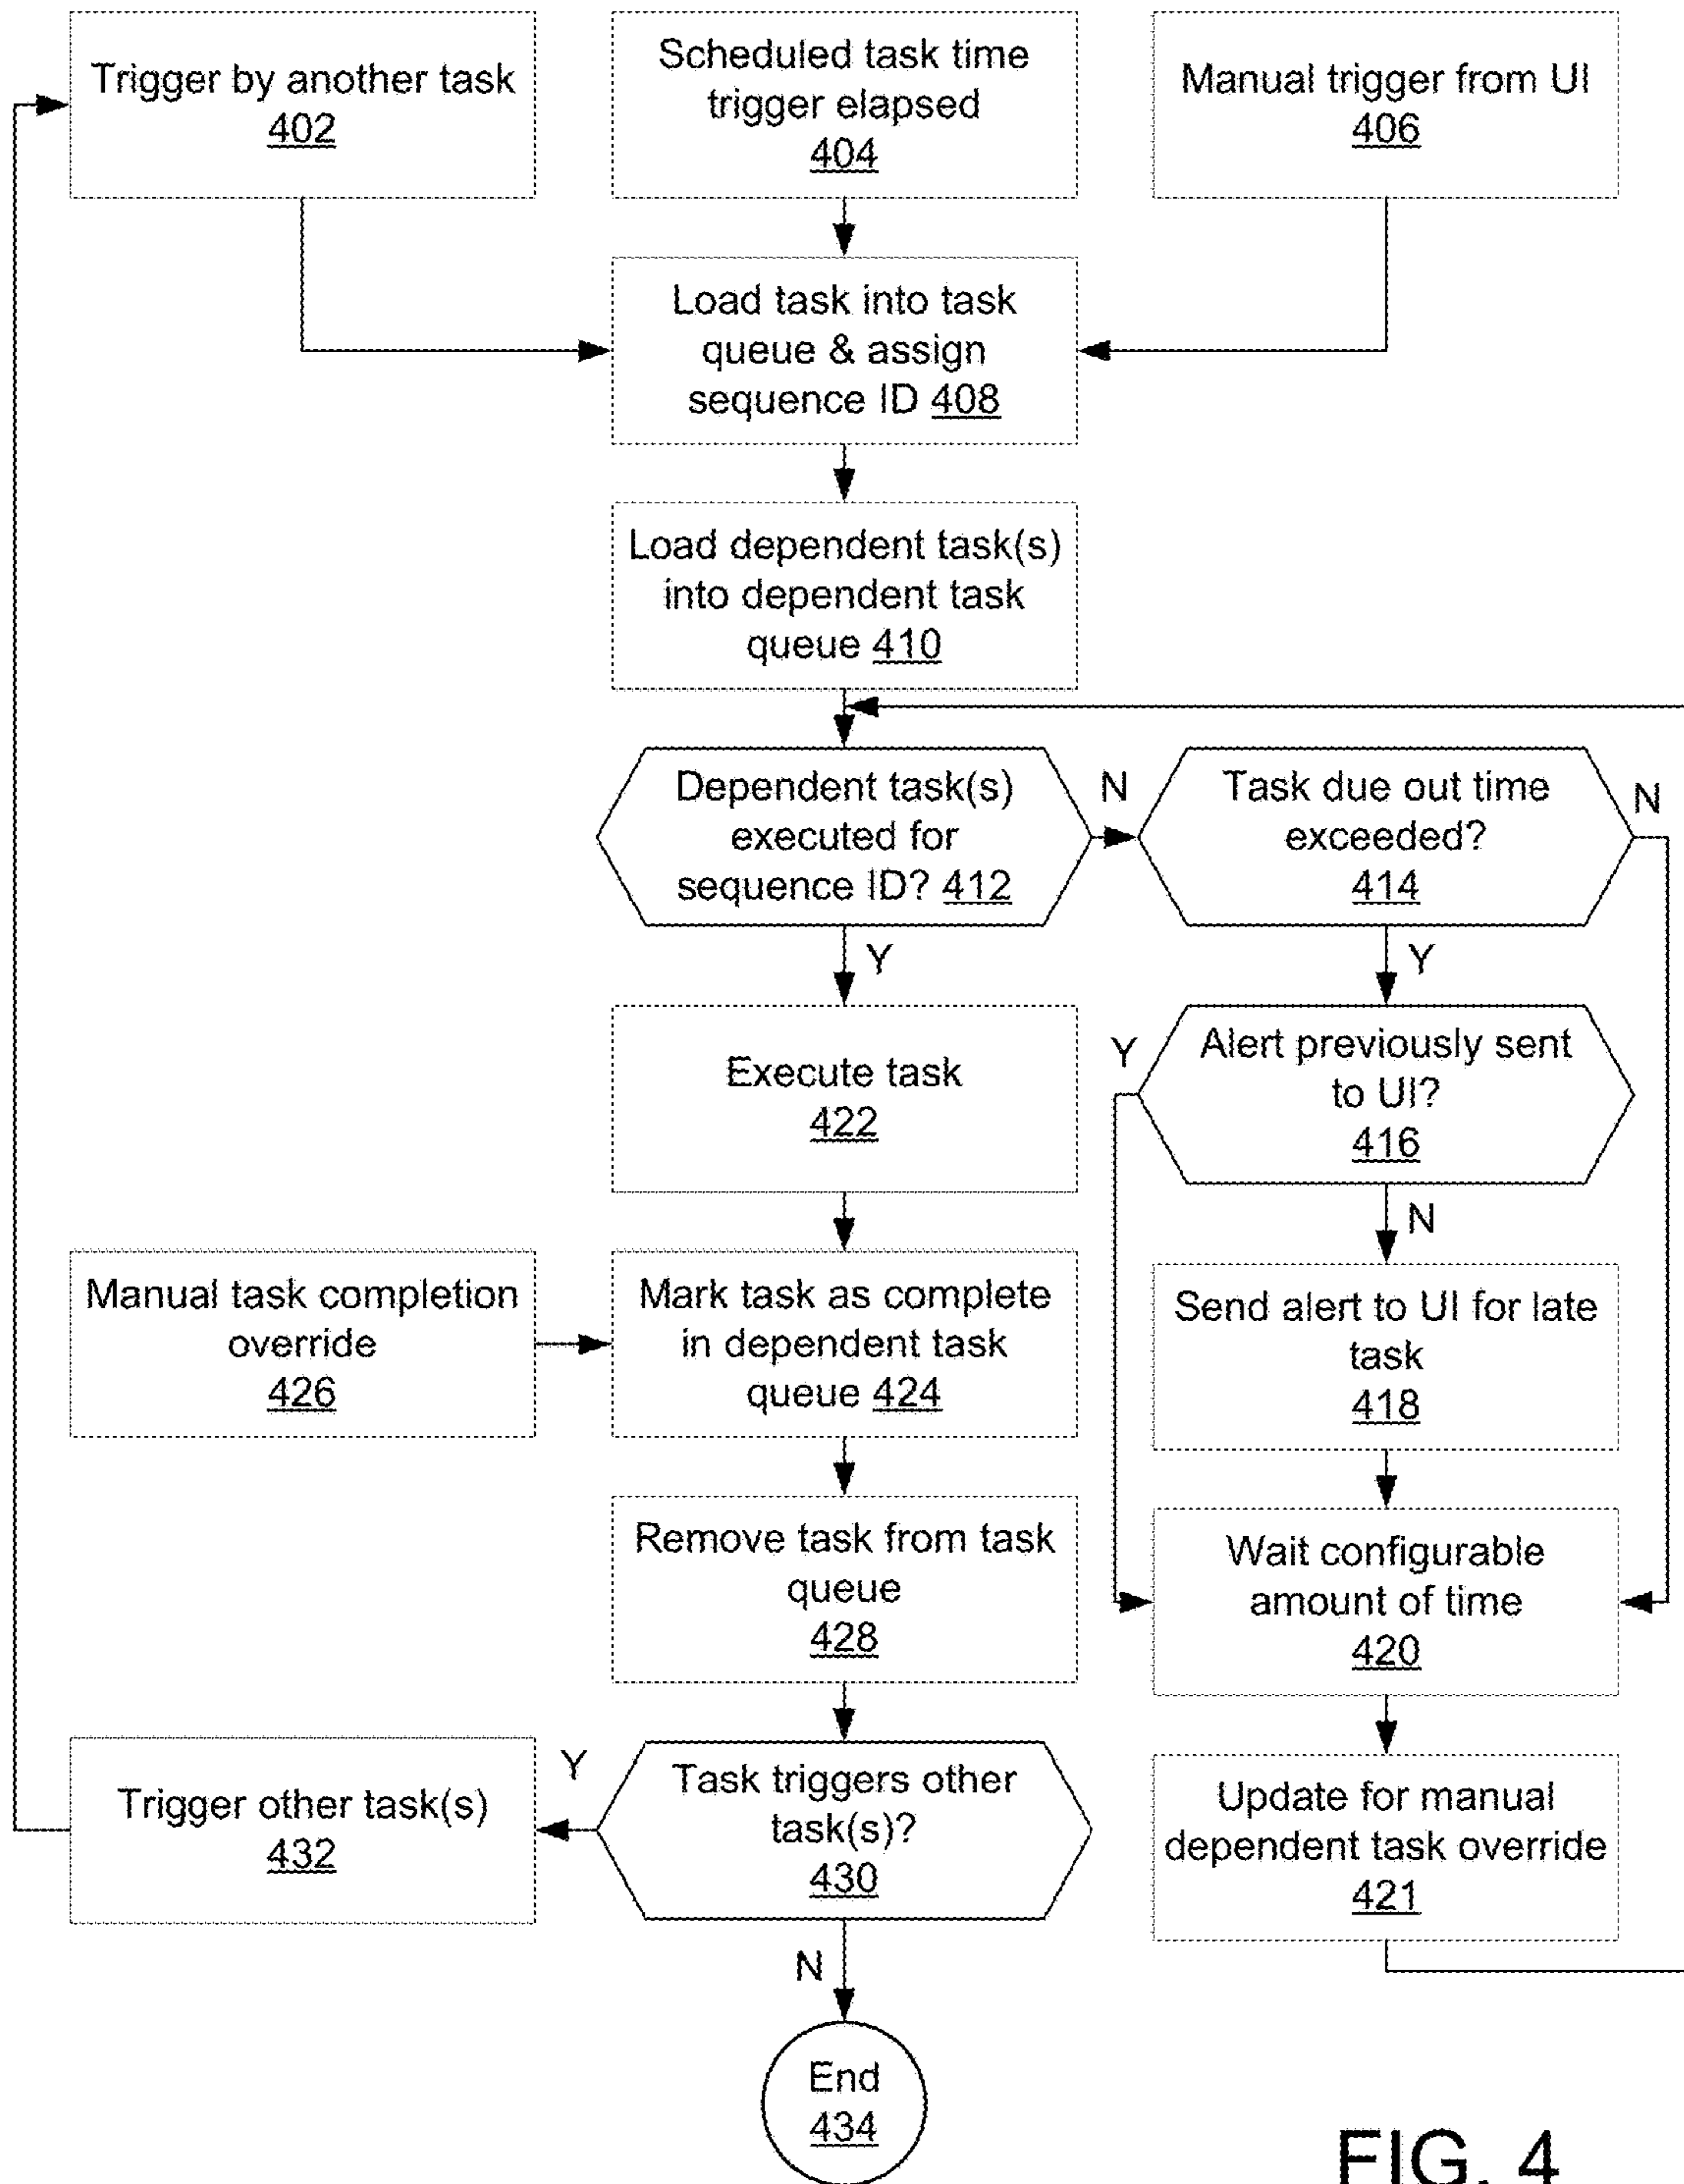 Trigger by another task
402
Scheduled task time
trigger elapsed
404
Manual trigger from UI
406
Load task into task
queue & assign
sequence ID 408
Load dependent task(s)
into dependent task
queue 410
Dependent task(s)
executed for
sequence ID? 412
N
Task due out time
exceeded?
414
N
Y
Y
Execute task
422
Y
Alert previously sent
to UI?
416
N
Manual task completion
override
426
Mark task as complete
in dependent task
queue 424
Send alert to UI for late
task
418
Remove task from task
queue
428
Wait configurable
amount of time
420
Trigger other task(s)
432
Y
Task triggers other
task(s)?
430
Update for manual
dependent task override
421
N
End
434
FIG. 4